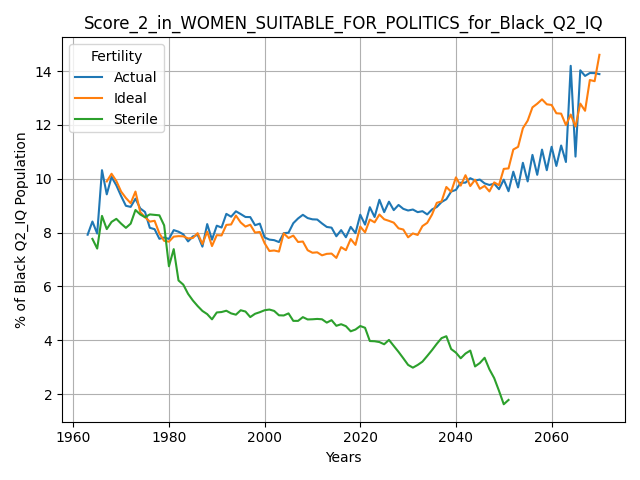 Score_2_in_WOMEN_SUITABLE_FOR_POLITICS_for_Black_Q2_IQ
Fertility
Actual
Ideal
Sterile
% of Black Q2_IQ Population
14
12
10
8
6
4
2
1960 1980 2000 2020 2040 2060
Years